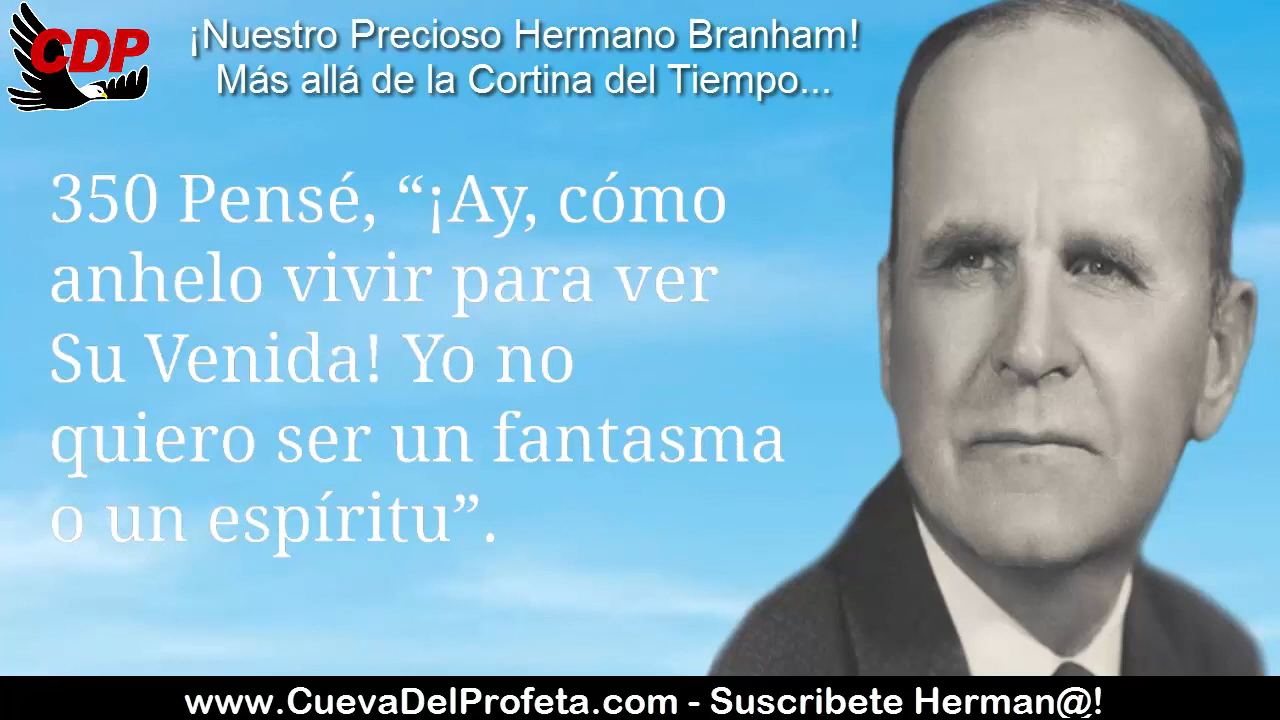 CDP
¡Nuestro Precioso Hermano Branham!
Más allá de la Cortina del Tiempo...
350 Pensé, “¡Ay, cómo
anhelo vivir para ver
Su Venida! Yo no
quiero ser un fantasma
o un espíritu”.
www.CuevaDelProfeta.com - Suscribete Herman@!